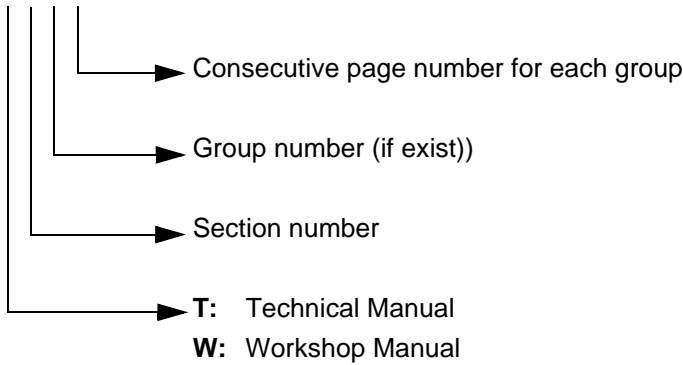 Consecutive page number for each group
Group number (if exist))
Section number
T: Technical Manual
W: Workshop Manual